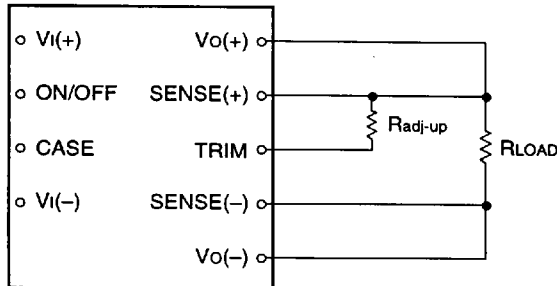 VI(+) VO(+)
ON/OFF SENSE(+)
Radj-up
CASE TRIM
RLOAD
VI(–) SENSE(–)
VO(–)